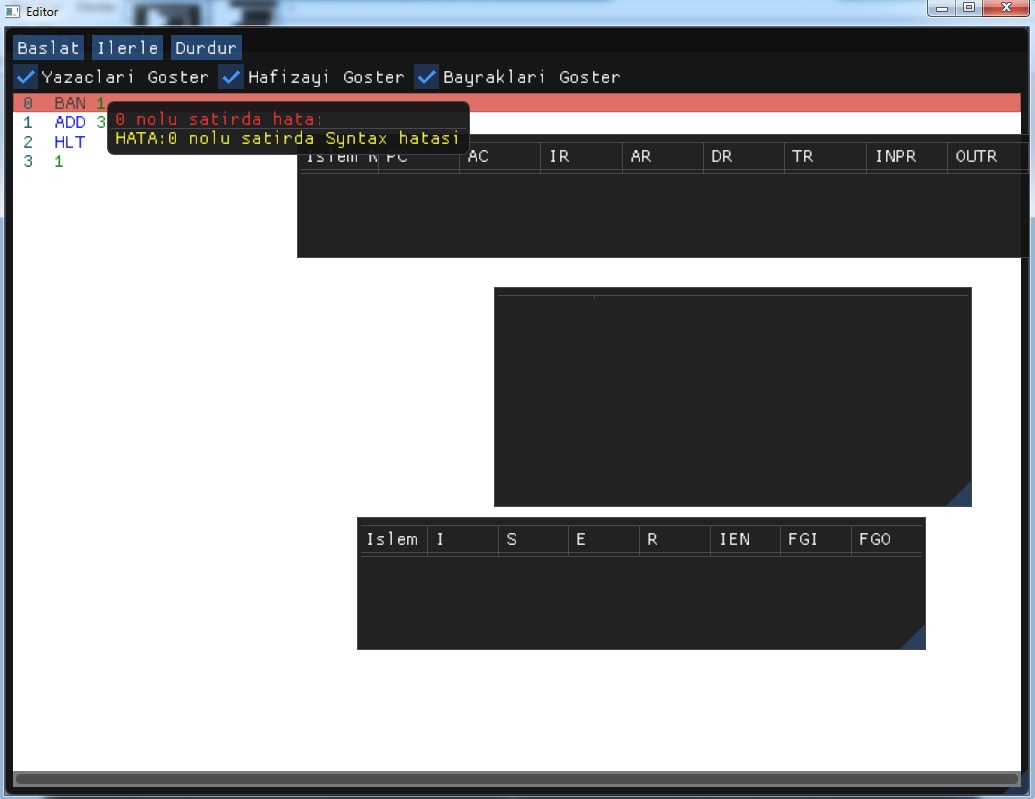 Editor
Baslat Ilerle Durdur
Yazaclari Goster Hafizayi Goster Bayraklari Goster
0 BAN 1
0 nolu satirda hata:
1 ADD 3
HATA:0 nolu satirda Syntax hatasi
2 HLT
3 1
Islem N PC AC IR AR DR TR INPR OUTR
Islem I S E R IEN FGI FGO